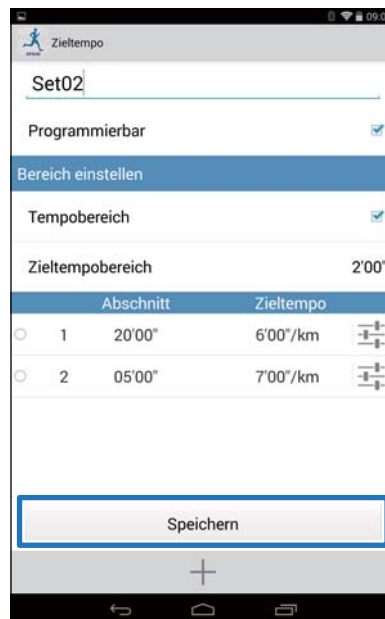 09:0
Zieltempo
Set02
Programmierbar
Bereich einstellen
Tempobereich
Zieltempobereich 2'00"
Abschnitt Zieltempo
1 20'00" 6'00"/km
2 05'00" 7'00"/km
Speichern